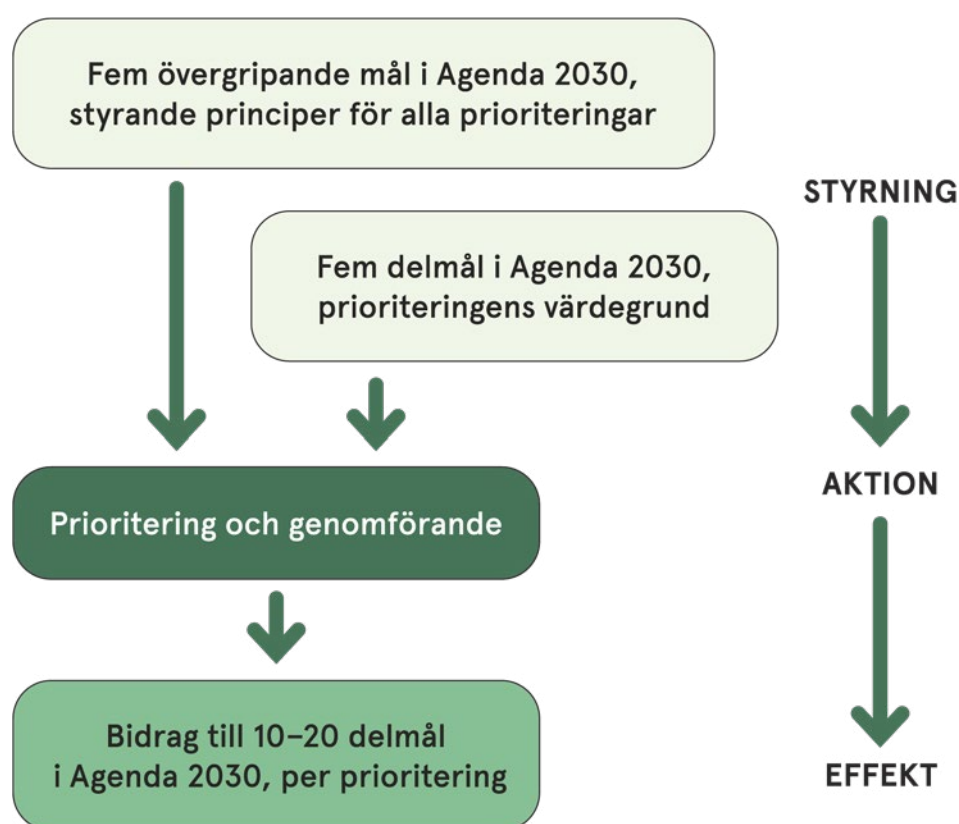 Fem övergripande mål i Agenda 2030,
styrande principer för alla prioriteringar
STYRNING
Fem delmål i Agenda 2030,
prioriteringens värdegrund
AKTION
Prioritering och genomförande
Bidrag till 10–20 delmål
i Agenda 2030, per prioritering
EFFEKT